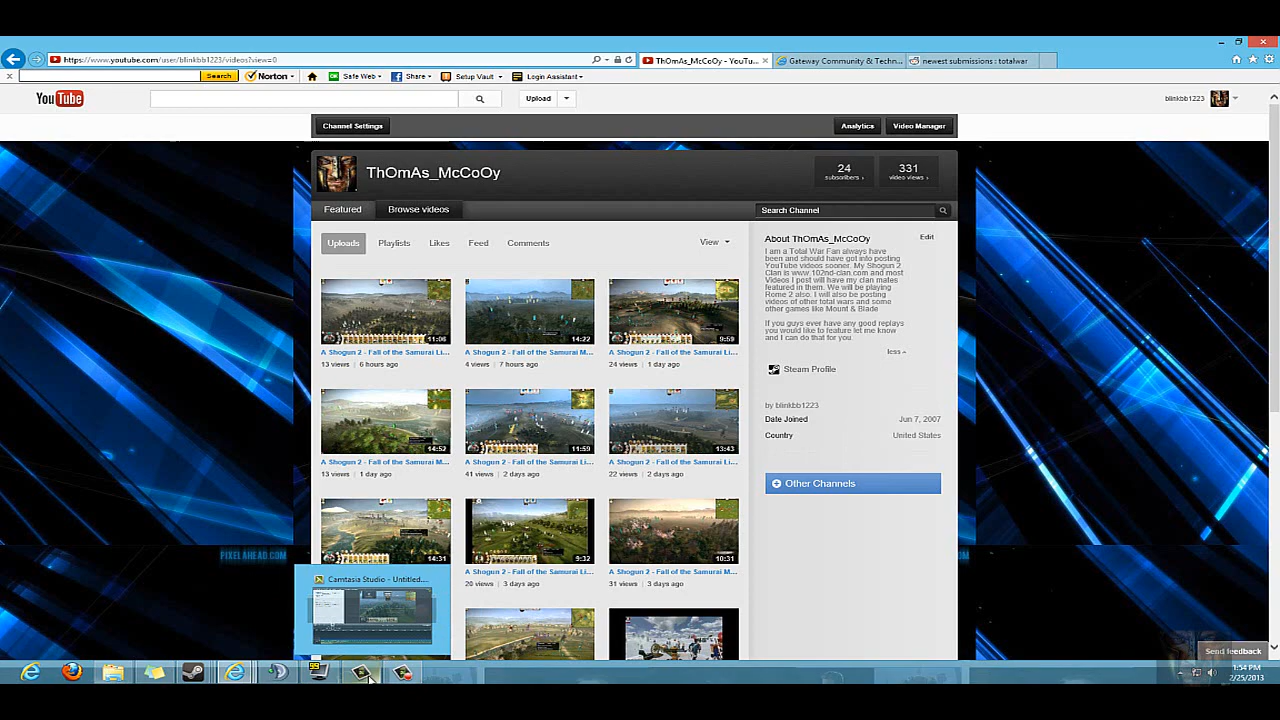 https://www.youtube.com/user/blinkbb1223/videos?view=0
ThOmAs_McCoOy - YouTu...
Gateway Community & Techn...
newest submissions : totalwar
Search
Norton
Safe Web
Share
Setup Vault
Login Assistant
YouTube
Upload
blinkbb1223
Channel Settings
Analytics
Video Manager
ThOmAs_McCoOy
24
subscribers
331
video views
Featured
Browse videos
Search Channel
Uploads
Playlists
Likes
Feed
Comments
View
11:06
14:22
9:59
A Shogun 2 - Fall of the Samurai Li...
A Shogun 2 - Fall of the Samurai M...
A Shogun 2 - Fall of the Samurai Li...
13 views | 6 hours ago
4 views | 7 hours ago
24 views | 1 day ago
14:52
11:59
13:43
A Shogun 2 - Fall of the Samurai M...
A Shogun 2 - Fall of the Samurai Li...
A Shogun 2 - Fall of the Samurai Li...
13 views | 1 day ago
41 views | 2 days ago
22 views | 2 days ago
14:31
9:32
10:31
A Shogun 2 - Fall of the Samurai Li...
A Shogun 2 - Fall of the Samurai Li...
20 views | 3 days ago
31 views | 3 days ago
About ThOmAs_McCoOy
Edit
I am a Total War Fan always have
been and should have got into posting
YouTube videos sooner. My Shogun 2
Clan is www.102nd-clan.com and most
Videos I post will have my clan mates
featured in them. We will be playing
Rome 2 also. I will also be posting
videos of other total wars and some
other games like Mount & Blade
If you guys ever have any good replays
you would like to feature let me know
and I can do that for you.
less
Steam Profile
by blinkbb1223
Date Joined
Jun 7, 2007
Country
United States
Other Channels
PIXELAHEAD.COM
Camtasia Studio - Untitled...
99
Send feedback
1:54 PM
2/25/2013